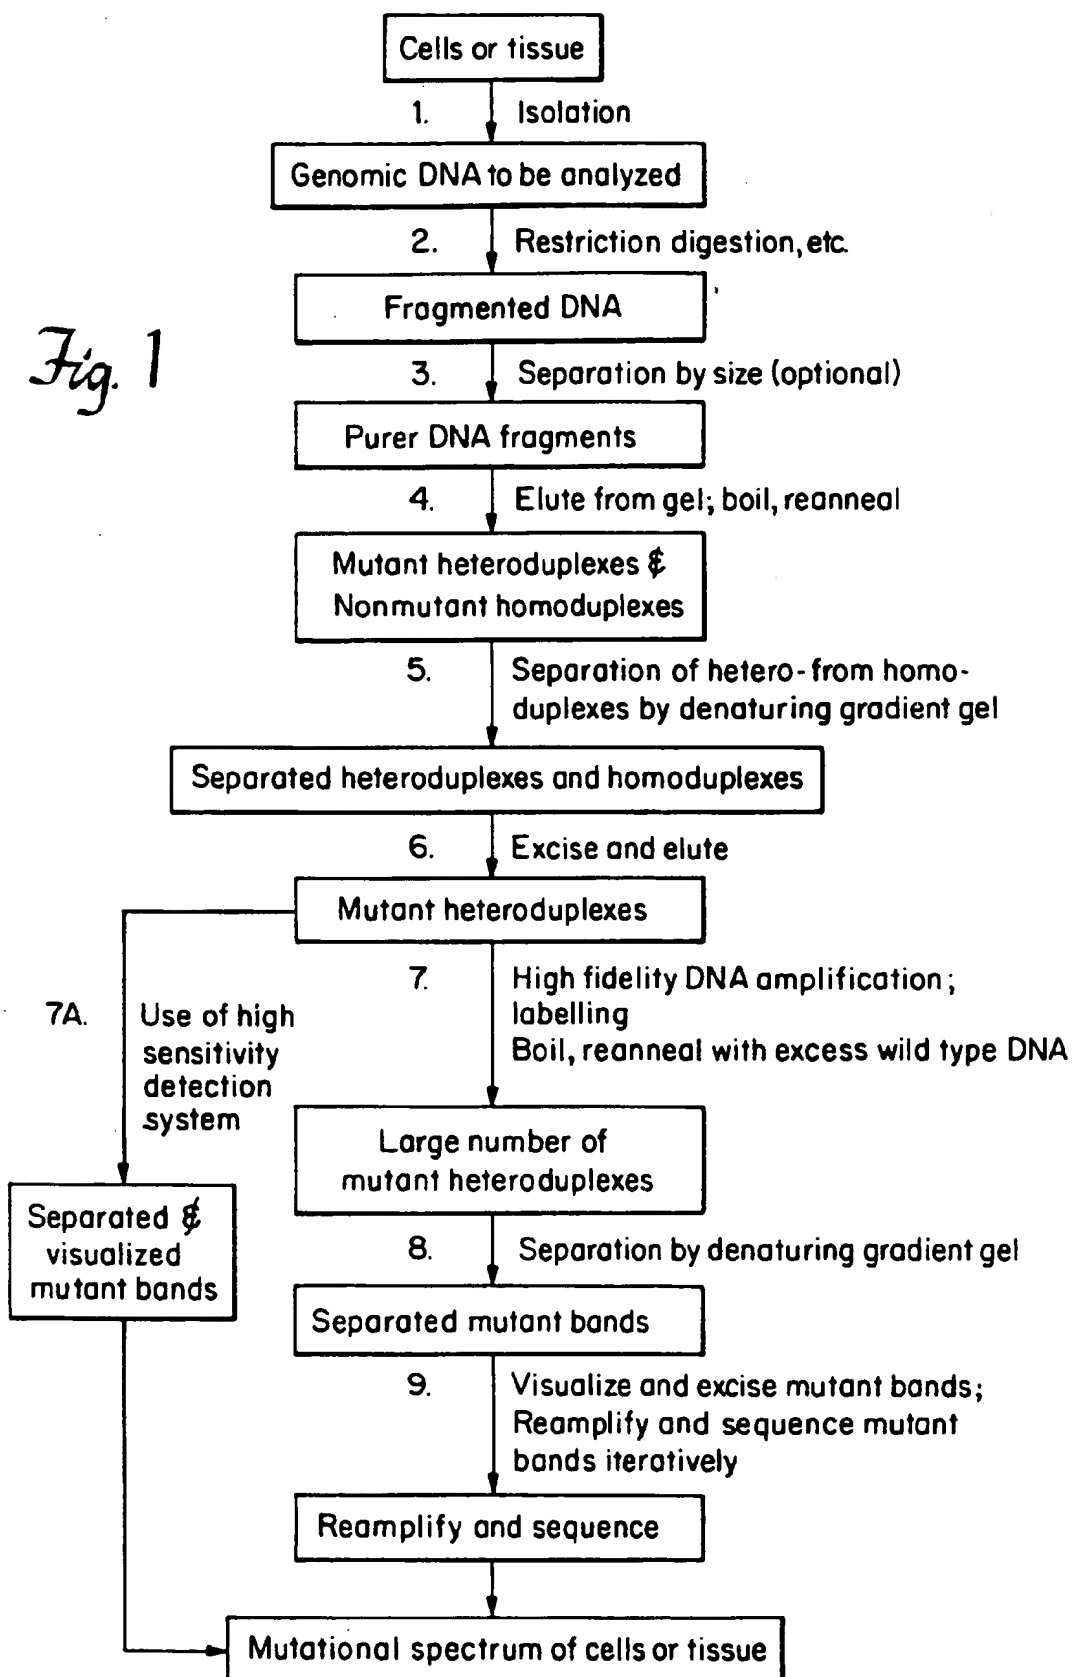 Cells or tissue
1. Isolation
Genomic DNA to be analyzed
2. Restriction digestion, etc.
Fragmented DNA
Fig. 1
3. Separation by size (optional)
Purer DNA fragments
4. Elute from gel; boil, reanneal
Mutant heteroduplexes &
Nonmutant homoduplexes
5. Separation of hetero- from homo-
duplexes by denaturing gradient gel
Separated heteroduplexes and homoduplexes
6. Excise and elute
Mutant heteroduplexes
7. High fidelity DNA amplification;
labelling
Boil, reanneal with excess wild type DNA
7A. Use of high
sensitivity
detection
system
Large number of
mutant heteroduplexes
Separated &
visualized
mutant bands
8. Separation by denaturing gradient gel
Separated mutant bands
9. Visualize and excise mutant bands;
Reamplify and sequence mutant
bands iteratively
Reamplify and sequence
Mutational spectrum of cells or tissue